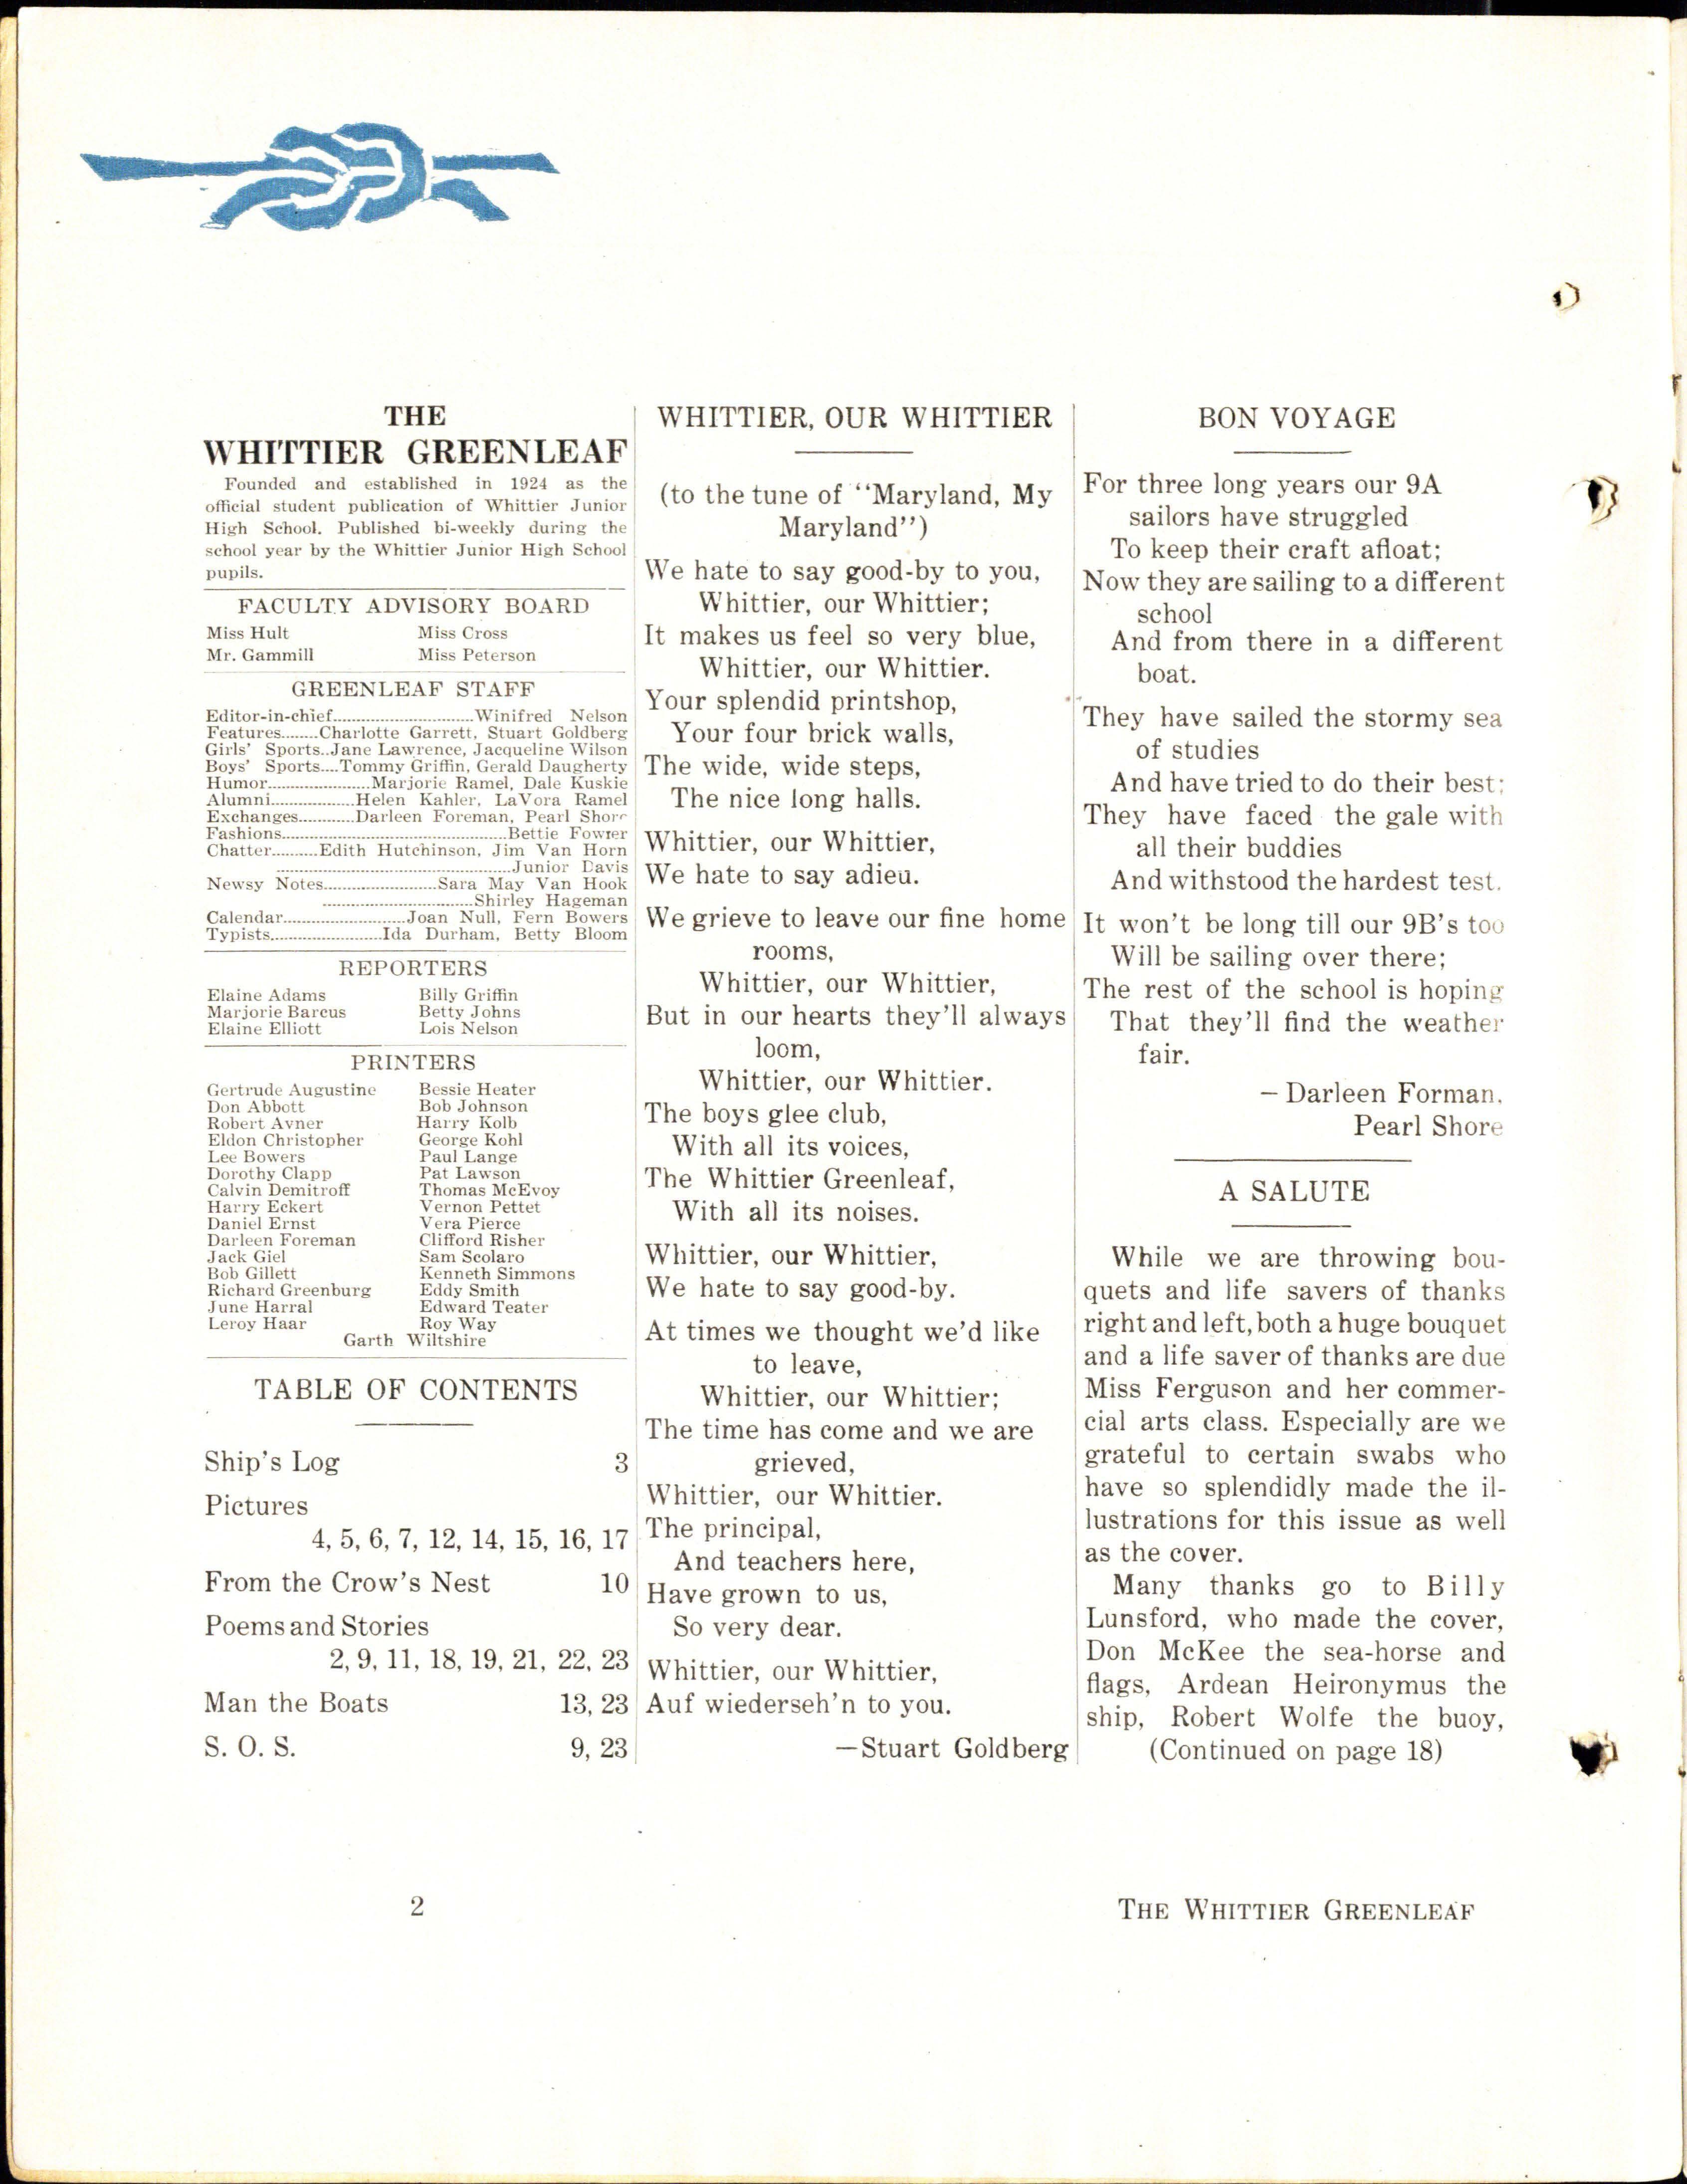 THE
WHITTIER GREENLEAF
Founded and established in 1924 as the
official student publication of Whittier Junior
High School. Published bi-weekly during the
school year by the Whittier Junior High School
pupils.
FACULTY ADVISORY BOARD
Miss Hult Miss Cross
Mr. Gammill Miss Peterson
GREENLEAF STAFF
Editor-in-chief..............................Winifred Nelson
Features........Charlotte Garrett, Stuart Goldberg
Girls' Sports..Jane Lawrence, Jacqueline Wilson
Boys' Sports....Tommy Griffin, Gerald Daugherty
Humor......................Marjorie Ramel, Dale Kuskie
Alumni..................Helen Kahler, LaVora Ramel
Exchanges............Darleen Foreman, Pearl Shore
Fashions................................................Bettie Fowler
Chatter..........Edith Hutchinson, Jim Van Horn
..................................................Junior Davis
Newsy Notes........................Sara May Van Hook
................................Shirley Hageman
Calendar..........................Joan Null, Fern Bowers
Typists........................Ida Durham, Betty Bloom
REPORTERS
Elaine Adams Billy Griffin
Marjorie Barcus Betty Johns
Elaine Elliott Lois Nelson
PRINTERS
Gertrude Augustine Bessie Heater
Don Abbott Bob Johnson
Robert Avner Harry Kolb
Eldon Christopher George Kohl
Lee Bowers Paul Lange
Dorothy Clapp Pat Lawson
Calvin Demitroff Thomas McEvoy
Harry Eckert Vernon Pettet
Daniel Ernst Vera Pierce
Darleen Foreman Clifford Risher
Jack Giel Sam Scolaro
Bob Gillett Kenneth Simmons
Richard Greenburg Eddy Smith
June Harral Edward Teater
Leroy Haar Roy Way
Garth Wiltshire
TABLE OF CONTENTS
Ship's Log 3
Pictures
4, 5, 6, 7, 12, 14, 15, 16, 17
From the Crow's Nest 10
Poems and Stories
2, 9, 11, 18, 19, 21, 22, 23
Man the Boats 13, 23
S. O. S. 9, 23
WHITTIER, OUR WHITTIER
(to the tune of "Maryland, My
Maryland")
We hate to say good-by to you,
Whittier, our Whittier;
It makes us feel so very blue,
Whittier, our Whittier.
Your splendid printshop,
Your four brick walls,
The wide, wide steps,
The nice long halls.
Whittier, our Whittier,
We hate to say adieu.
We grieve to leave our fine home
rooms,
Whittier, our Whittier,
But in our hearts they'll always
loom,
Whittier, our Whittier.
The boys glee club,
With all its voices,
The Whittier Greenleaf,
With all its noises.
Whittier, our Whittier,
We hate to say good-by.
At times we thought we'd like
to leave,
Whittier, our Whittier;
The time has come and we are
grieved,
Whittier, our Whittier.
The principal,
And teachers here,
Have grown to us,
So very dear.
Whittier, our Whittier,
Auf wiederseh'n to you.
—Stuart Goldberg
BON VOYAGE
For three long years our 9A
sailors have struggled
To keep their craft afloat;
Now they are sailing to a different
school
And from there in a different
boat.
They have sailed the stormy sea
of studies
And have tried to do their best;
They have faced the gale with
all their buddies
And withstood the hardest test.
It won't be long till our 9B's too
Will be sailing over there;
The rest of the school is hoping
That they'll find the weather
fair.
— Darleen Forman,
Pearl Shore
A SALUTE
While we are throwing bou-
quets and life savers of thanks
right and left, both a huge bouquet
and a life saver of thanks are due
Miss Ferguson and her commer-
cial arts class. Especially are we
grateful to certain swabs who
have so splendidly made the il-
lustrations for this issue as well
as the cover.
Many thanks go to Billy
Lunsford, who made the cover,
Don McKee the sea-horse and
flags, Ardean Heironymus the
ship, Robert Wolfe the buoy,
(Continued on page 18)
2
THE WHITTIER GREENLEAF